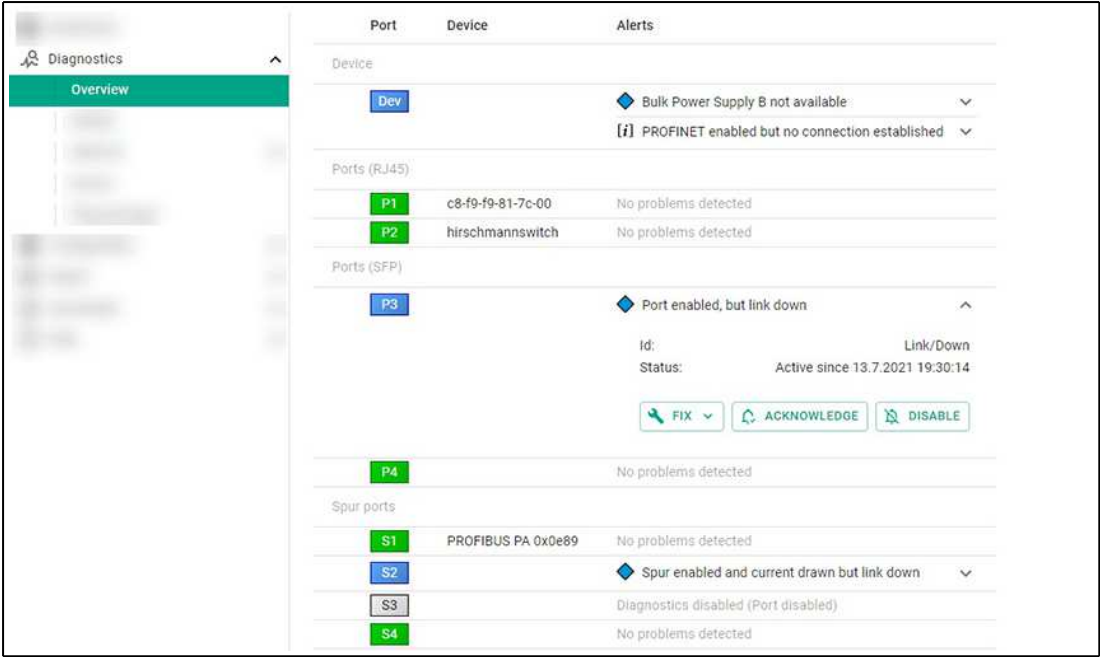 Port Device Alerts
Diagnostics
Device
Overview
Dev Bulk Power Supply B not available
[i] PROFINET enabled but no connection established
Ports (RJ45)
P1 c8-f9-f9-81-7c-00 No problems detected
P2 hirschmannswitch No problems detected
Ports (SFP)
P3 Port enabled, but link down
Id: Link/Down
Status: Active since 13.7.2021 19:30:14
FIX ACKNOWLEDGE DISABLE
P4 No problems detected
Spur ports
S1 PROFIBUS PA 0x0e89 No problems detected
S2 Spur enabled and current drawn but link down
S3 Diagnostics disabled (Port disabled)
S4 No problems detected